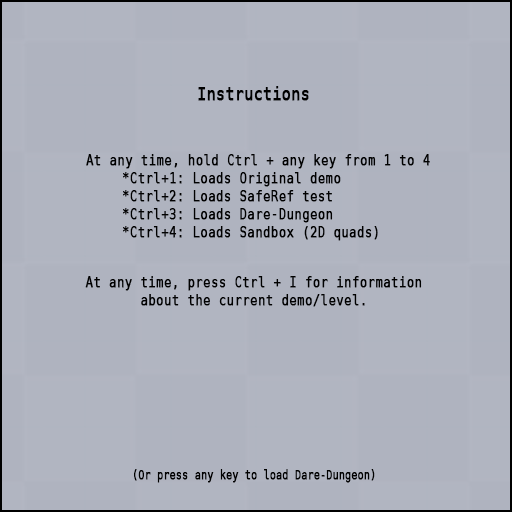 Instructions
At any time, hold Ctrl + any key from 1 to 4
*Ctrl+1: Loads Original demo
*Ctrl+2: Loads SafeRef test
*Ctrl+3: Loads Dare-Dungeon
*Ctrl+4: Loads Sandbox (2D quads)
At any time, press Ctrl + I for information
about the current demo/level.
(Or press any key to load Dare-Dungeon)